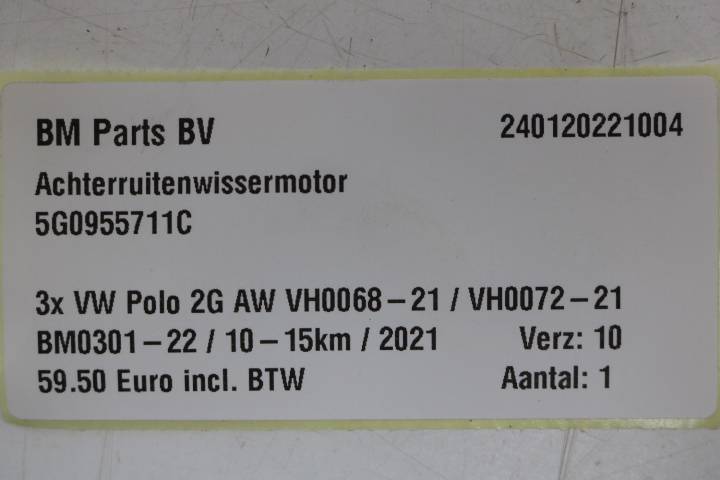 BM Parts BV 240120221004
Achterruitenwissermotor
5G0955711C
3x VW Polo 2G AW VH0068-21 / VH0072-21
BM0301-22 / 10-15km / 2021 Verz: 10
59.50 Euro incl. BTW Aantal: 1